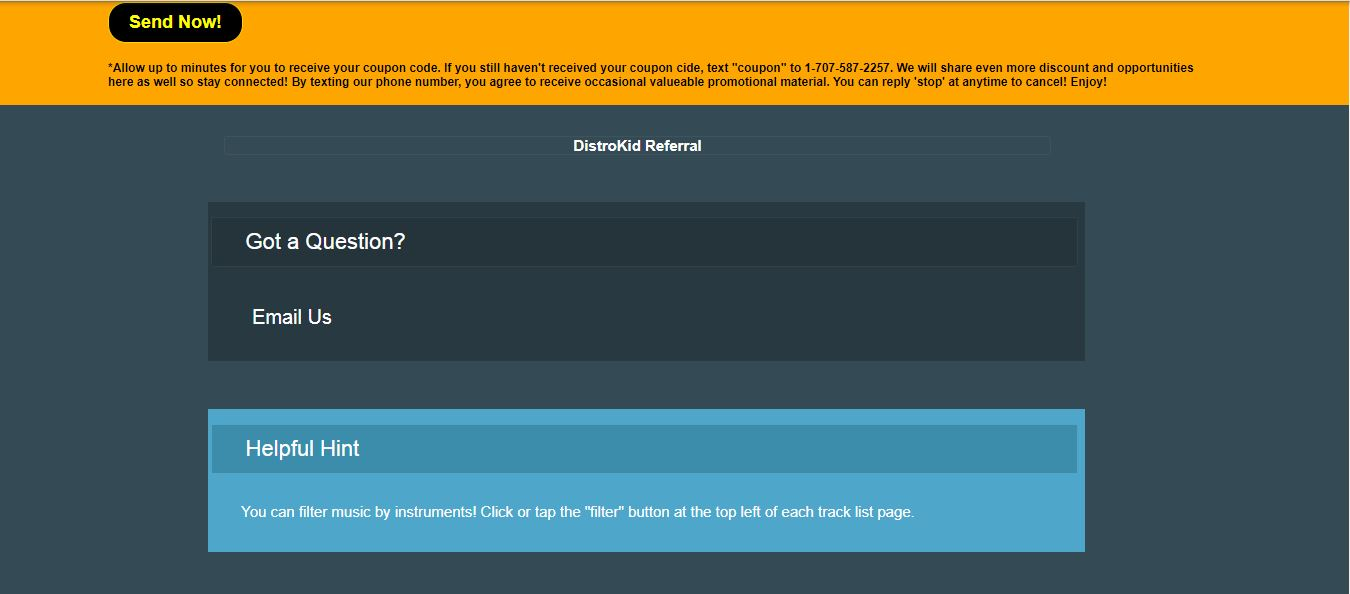 Send Now!
*Allow up to minutes for you to receive your coupon code. If you still haven't received your coupon cide, text "coupon" to 1-707-587-2257. We will share even more discount and opportunities
here as well so stay connected! By texting our phone number, you agree to receive occasional valueable promotional material. You can reply 'stop' at anytime to cancel! Enjoy!
DistroKid Referral
Got a Question?
Email Us
Helpful Hint
You can filter music by instruments! Click or tap the "filter" button at the top left of each track list page.